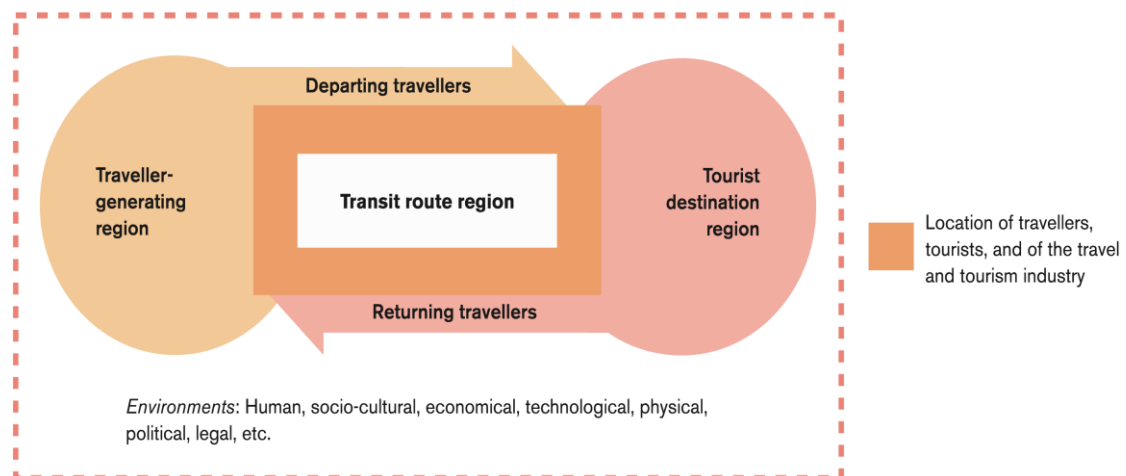 Departing travellers
Traveller-
generating
region
Transit route region
Tourist
destination
region
Returning travellers
Location of travellers,
tourists, and of the travel
and tourism industry
Environments: Human, socio-cultural, economical, technological, physical,
political, legal, etc.